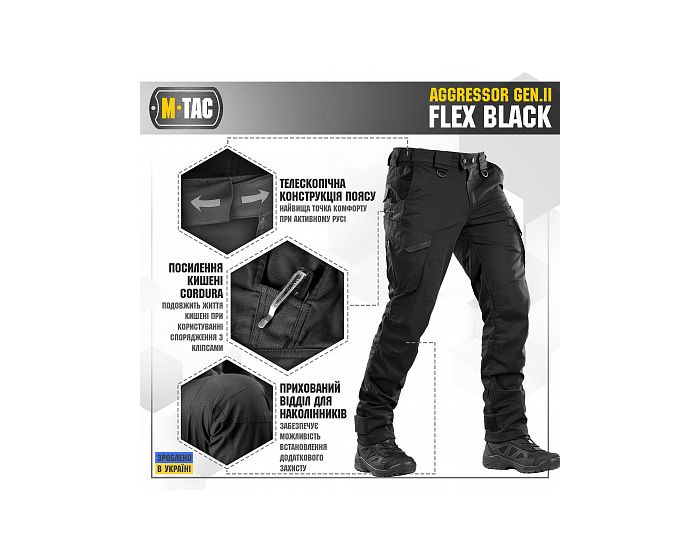 M-TAC
AGGRESSOR GEN.II
FLEX BLACK
ТЕЛЕСКОПІЧНА
КОНСТРУКЦІЯ ПОЯСУ
НАЙВИЩА ТОЧКА КОМФОРТУ
ПРИ АКТИВНОМУ РУСІ
ПОСИЛЕННЯ
КИШЕНІ
CORDURA
ПОДОВЖИТЬ ЖИТТЯ
КИШЕНІ ПРИ
КОРИСТУВАННІ
СПОРЯДЖЕННЯ З
КЛІПСАМИ
ПРИХОВАНИЙ
ВІДДІЛ ДЛЯ
НАКОЛІННИКІВ
ЗАБЕЗПЕЧУЄ
МОЖЛИВІСТЬ
ВСТАНОВЛЕННЯ
ДОДАТКОВОГО
ЗАХИСТУ
ЗРОБЛЕНО
В УКРАЇНІ